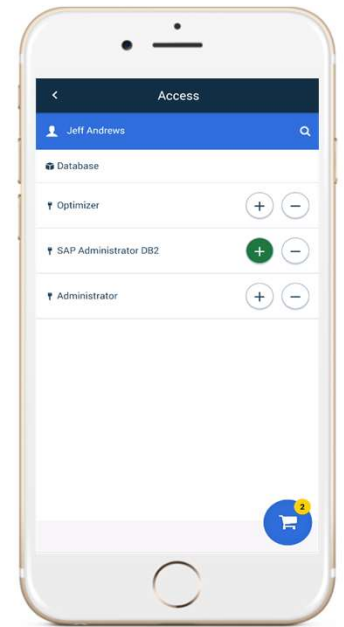 Access
Jeff Andrews
Database
Optimizer
SAP Administrator DB2
Administrator
2